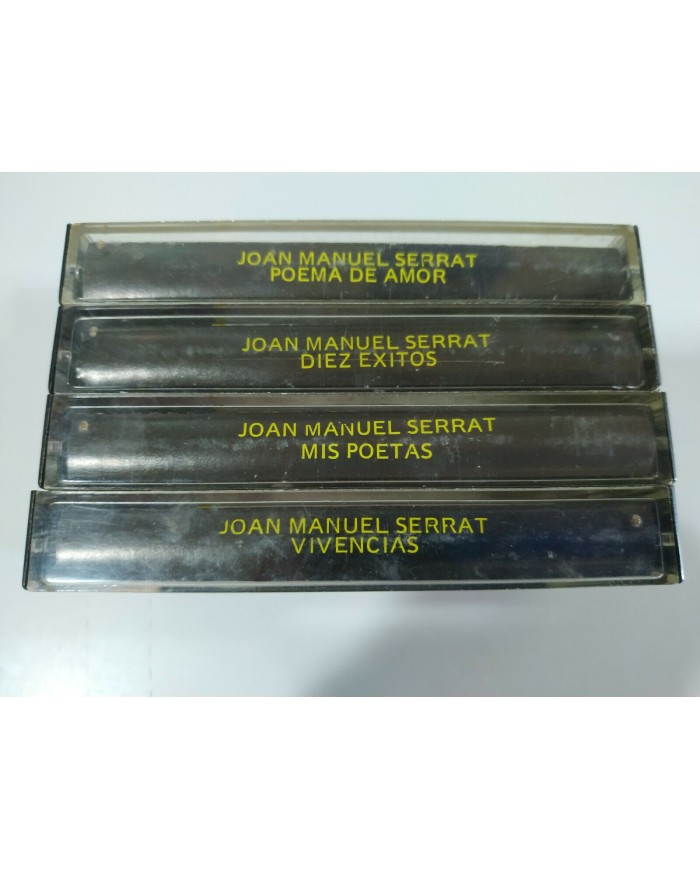 JOAN MANUEL SERRAT
POEMA DE AMOR
JOAN MANUEL SERRAT
DIEZ EXITOS
JOAN MANUEL SERRAT
MIS POETAS
JOAN MANUEL SERRAT
VIVENCIAS